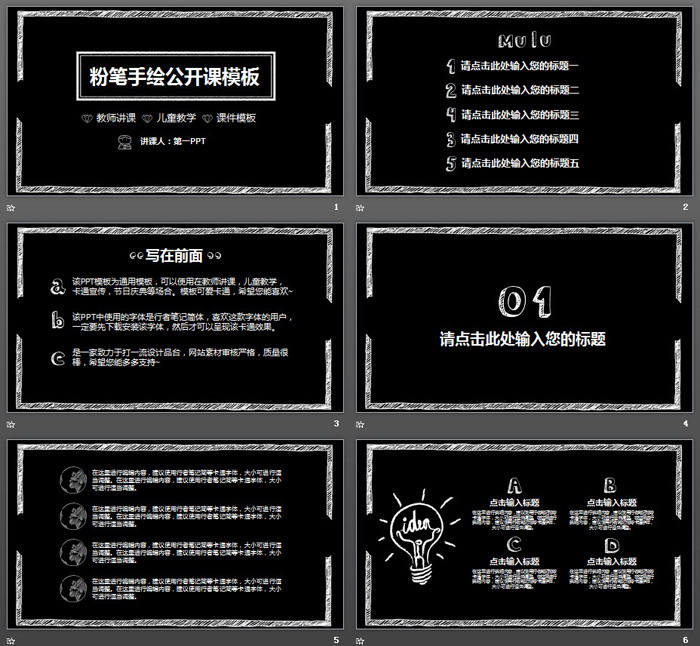 粉笔手绘公开课模板
教师讲课 儿童教学 课件模板
讲课人：第一PPT
1
Mulu
1 请点击此处输入您的标题一
2 请点击此处输入您的标题二
4 请点击此处输入您的标题三
3 请点击此处输入您的标题四
5 请点击此处输入您的标题五
2
写在前面
a 该PPT模板为通用模板，可以使用在教师讲课，儿童教学，
卡通宣传，节日庆典等场合。模板可爱卡通，希望您能喜欢~
b 该PPT中使用的字体是行者笔记简体，喜欢这款字体的用户，
一定要先下载安装该字体，然后才可以呈现该卡通效果。
c 是一家致力于打一流设计品台，网站素材审核严格，质量很
棒，希望您能多多支持~
3
01
请点击此处输入您的标题
4
在这里进行编辑内容，建议使用行者笔记简等卡通字体，大小可进行适
当调整。在这里进行编辑内容，建议使用行者笔记简等卡通字体，大小
可进行适当调整。
在这里进行编辑内容，建议使用行者笔记简等卡通字体，大小可进行适
当调整。在这里进行编辑内容，建议使用行者笔记简等卡通字体，大小
可进行适当调整。
在这里进行编辑内容，建议使用行者笔记简等卡通字体，大小可进行适
当调整。在这里进行编辑内容，建议使用行者笔记简等卡通字体，大小
可进行适当调整。
在这里进行编辑内容，建议使用行者笔记简等卡通字体，大小可进行适
当调整。在这里进行编辑内容，建议使用行者笔记简等卡通字体，大小
可进行适当调整。
5
idea
A
点击输入标题
B
点击输入标题
C
点击输入标题
D
点击输入标题
6